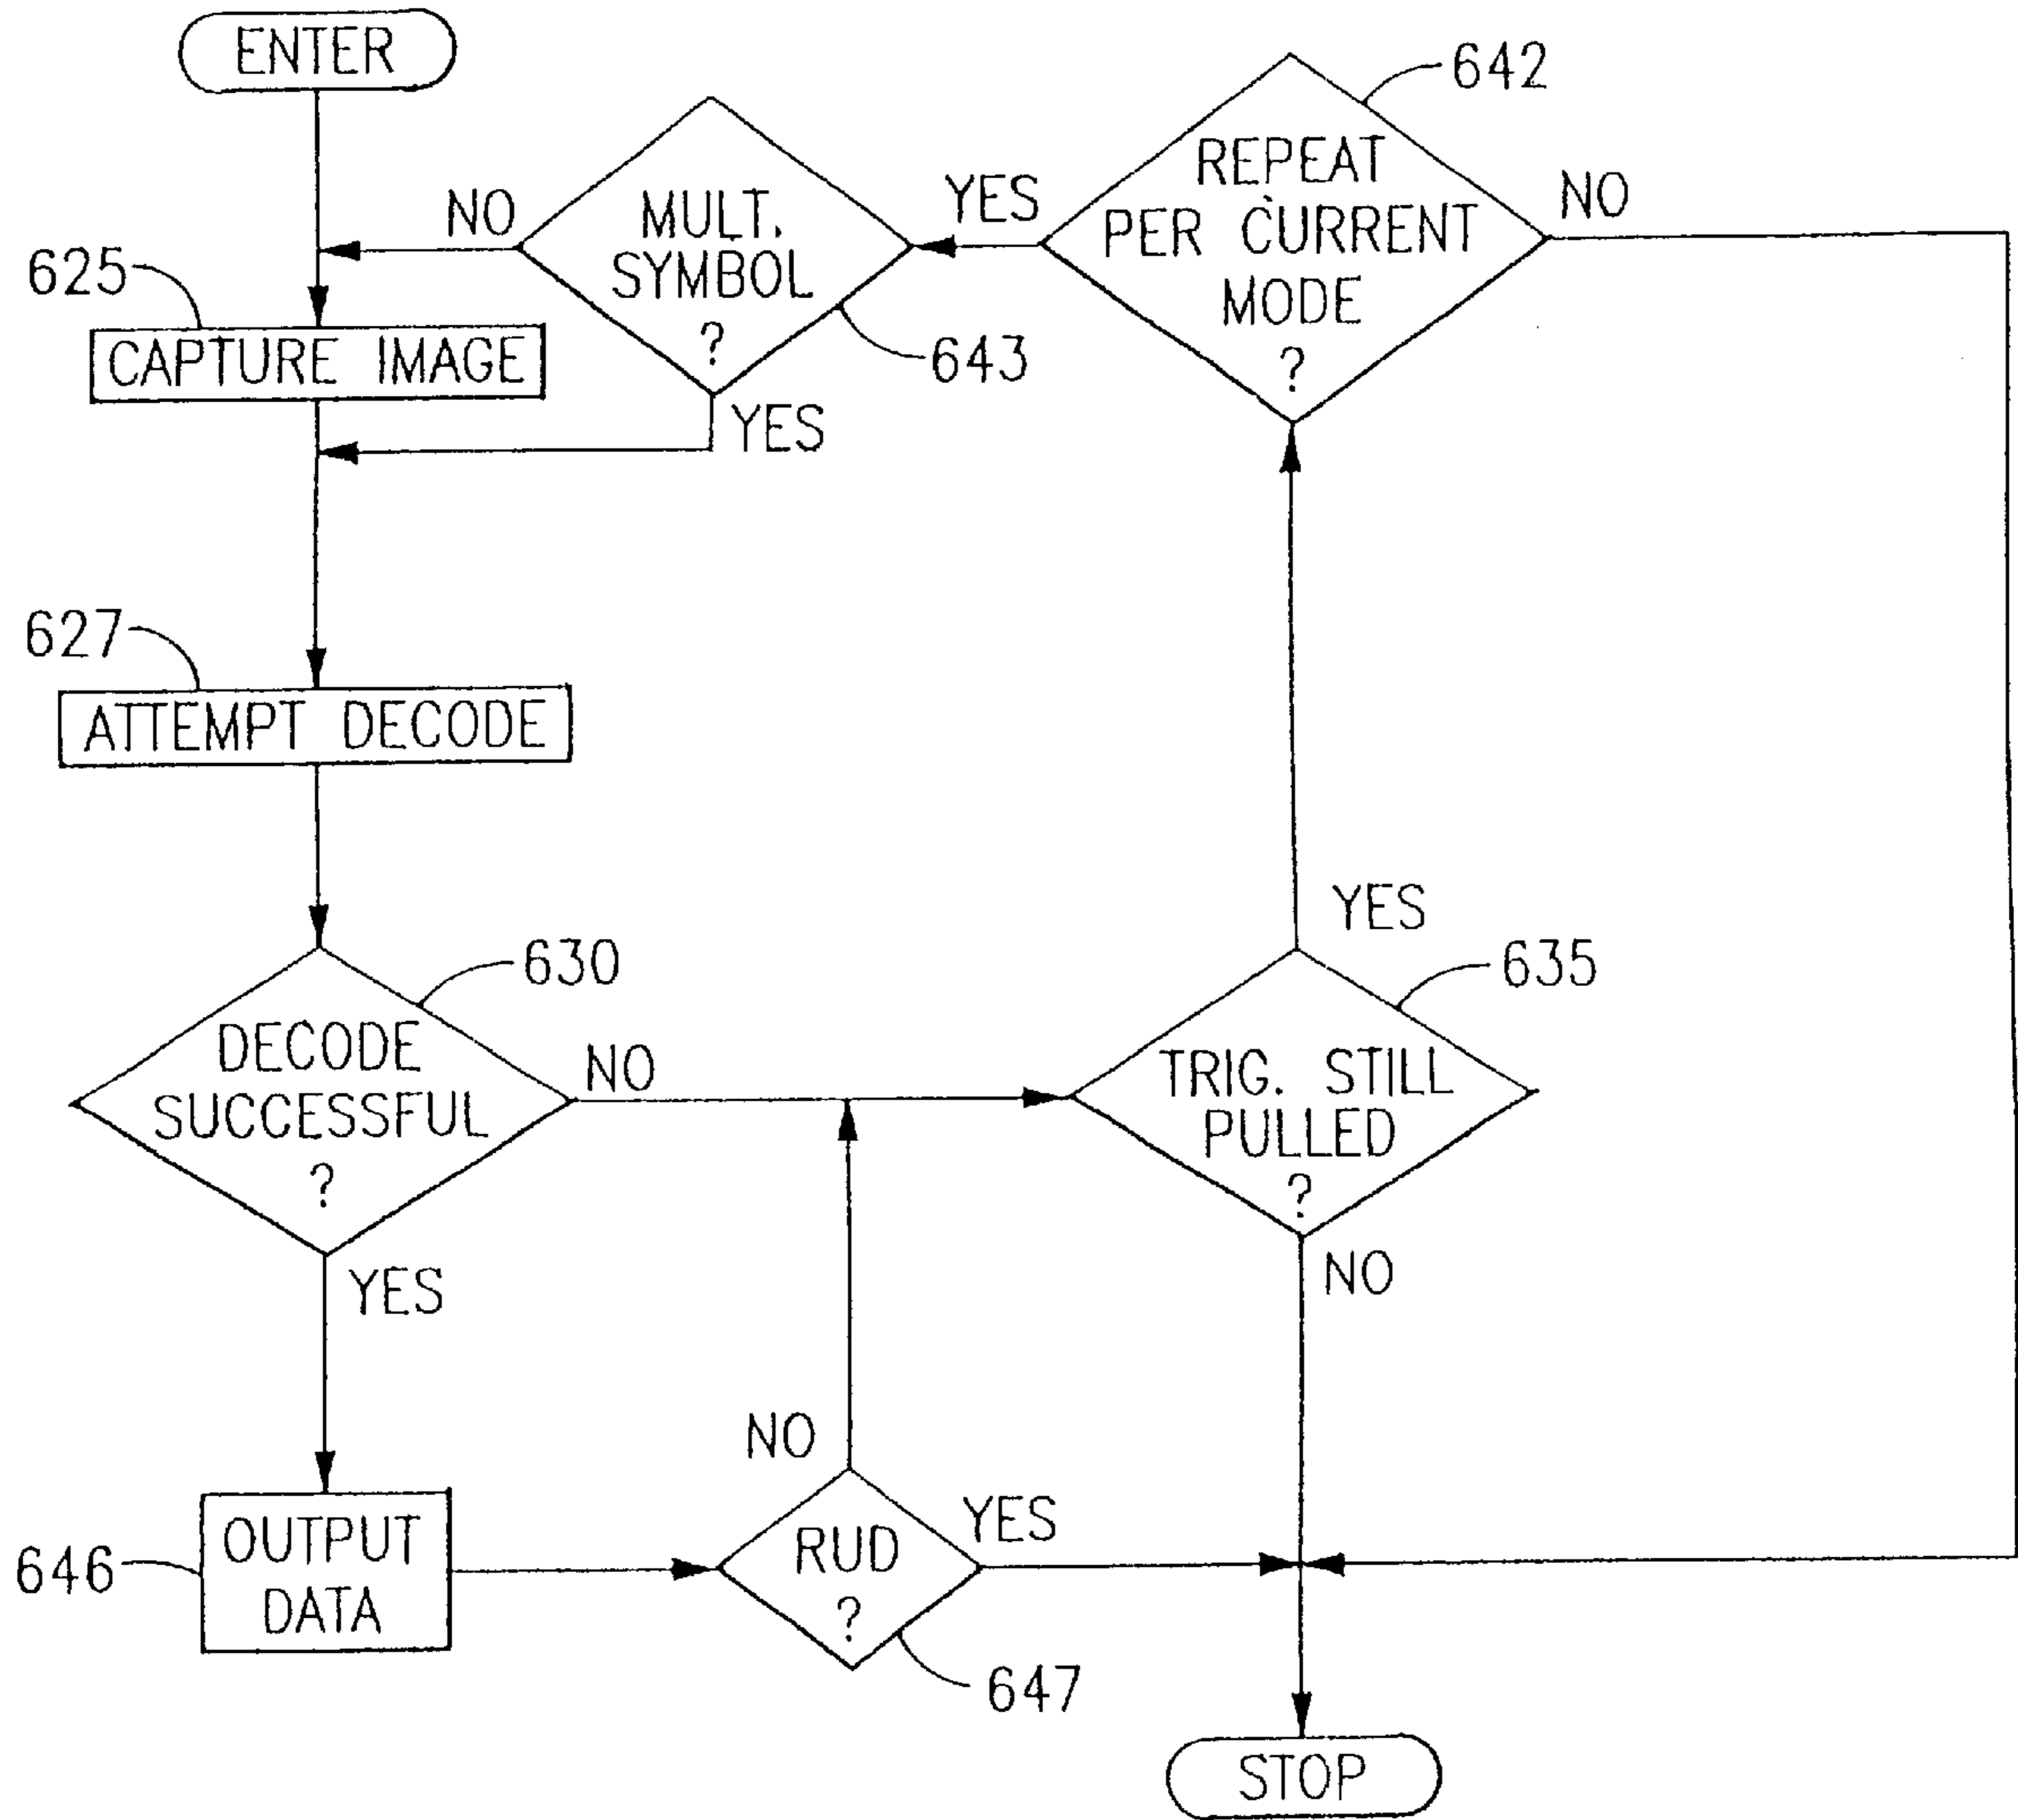 ENTER
642
REPEAT
PER CURRENT
MODE
?
NO
YES
MULT.
SYMBOL
?
NO
643
YES
625
CAPTURE IMAGE
627
ATTEMPT DECODE
630
DECODE
SUCCESSFUL
?
NO
YES
635
TRIG. STILL
PULLED
?
YES
NO
646
OUTPUT
DATA
NO
RUD
?
YES
647
STOP